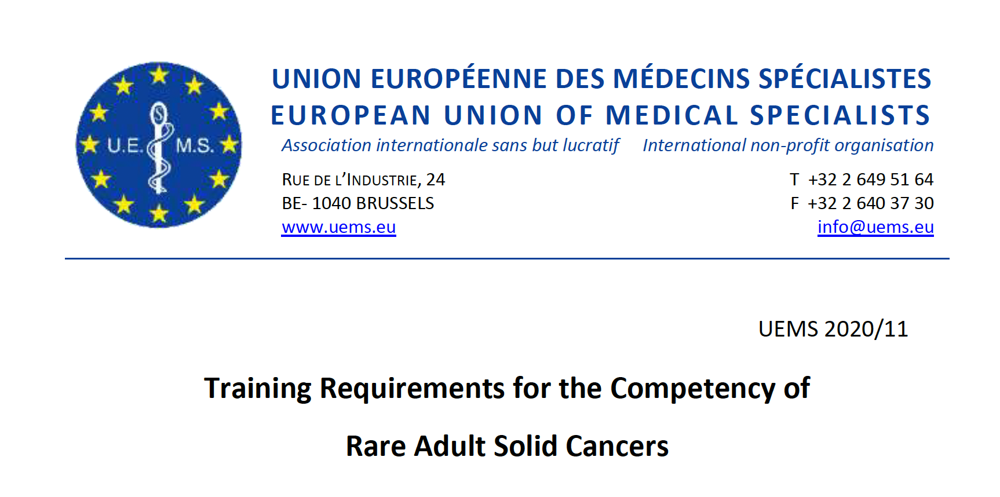 U.E. M.S.
S
UNION EUROPÉENNE DES MÉDECINS SPÉCIALISTES
EUROPEAN UNION OF MEDICAL SPECIALISTS
Association internationale sans but lucratif International non-profit organisation
RUE DE L’INDUSTRIE, 24 T +32 2 649 51 64
BE- 1040 BRUSSELS F +32 2 640 37 30
www.uems.eu info@uems.eu
UEMS 2020/11
Training Requirements for the Competency of
Rare Adult Solid Cancers